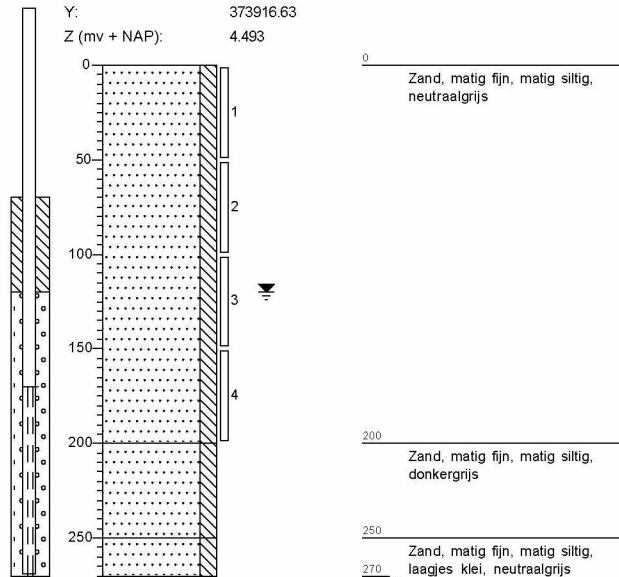 Y: 373916.63
Z (mv + NAP): 4.493
0
0
Zand, matig fijn, matig siltig,
neutraalgrijs
1
50
2
100
3
150
4
200
200
Zand, matig fijn, matig siltig,
donkergrijs
250
250
Zand, matig fijn, matig siltig,
laagjes klei, neutraalgrijs
270